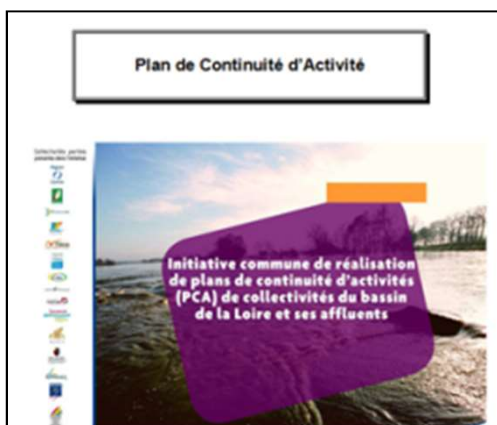 Plan de Continuité d'Activité
Initiative commune de réalisation
de plans de continuité d'activités
(PCA) de collectivités du bassin
de la Loire et ses affluents